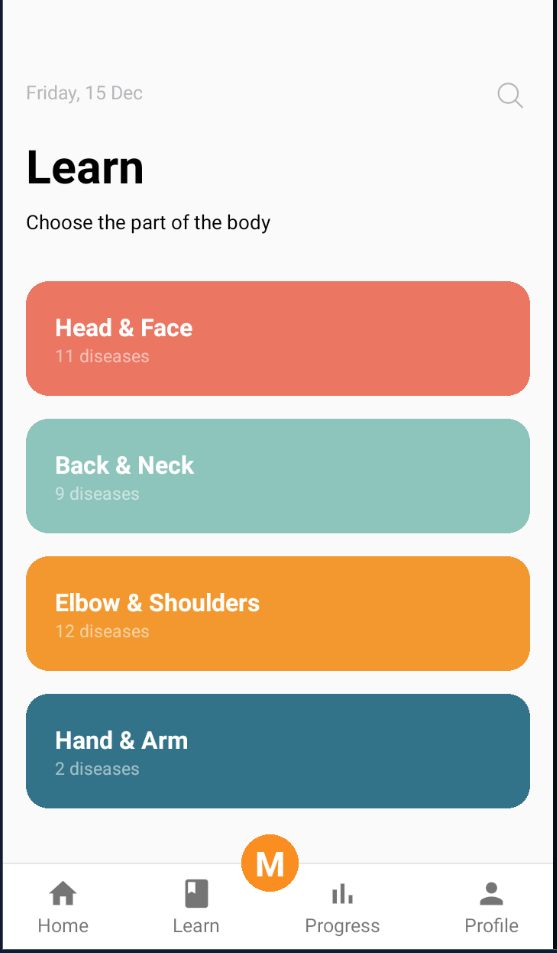 Friday, 15 Dec
Learn
Choose the part of the body
Head & Face
11 diseases
Back & Neck
9 diseases
Elbow & Shoulders
12 diseases
Hand & Arm
2 diseases
M
Home
Learn
Progress
Profile